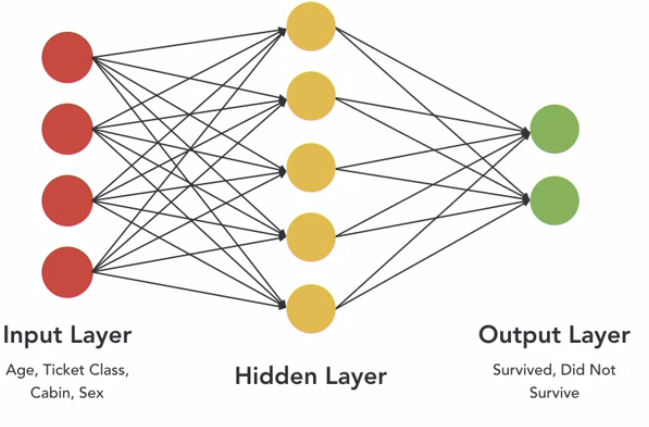 Input Layer
Age, Ticket Class,
Cabin, Sex
Hidden Layer
Output Layer
Survived, Did Not
Survive